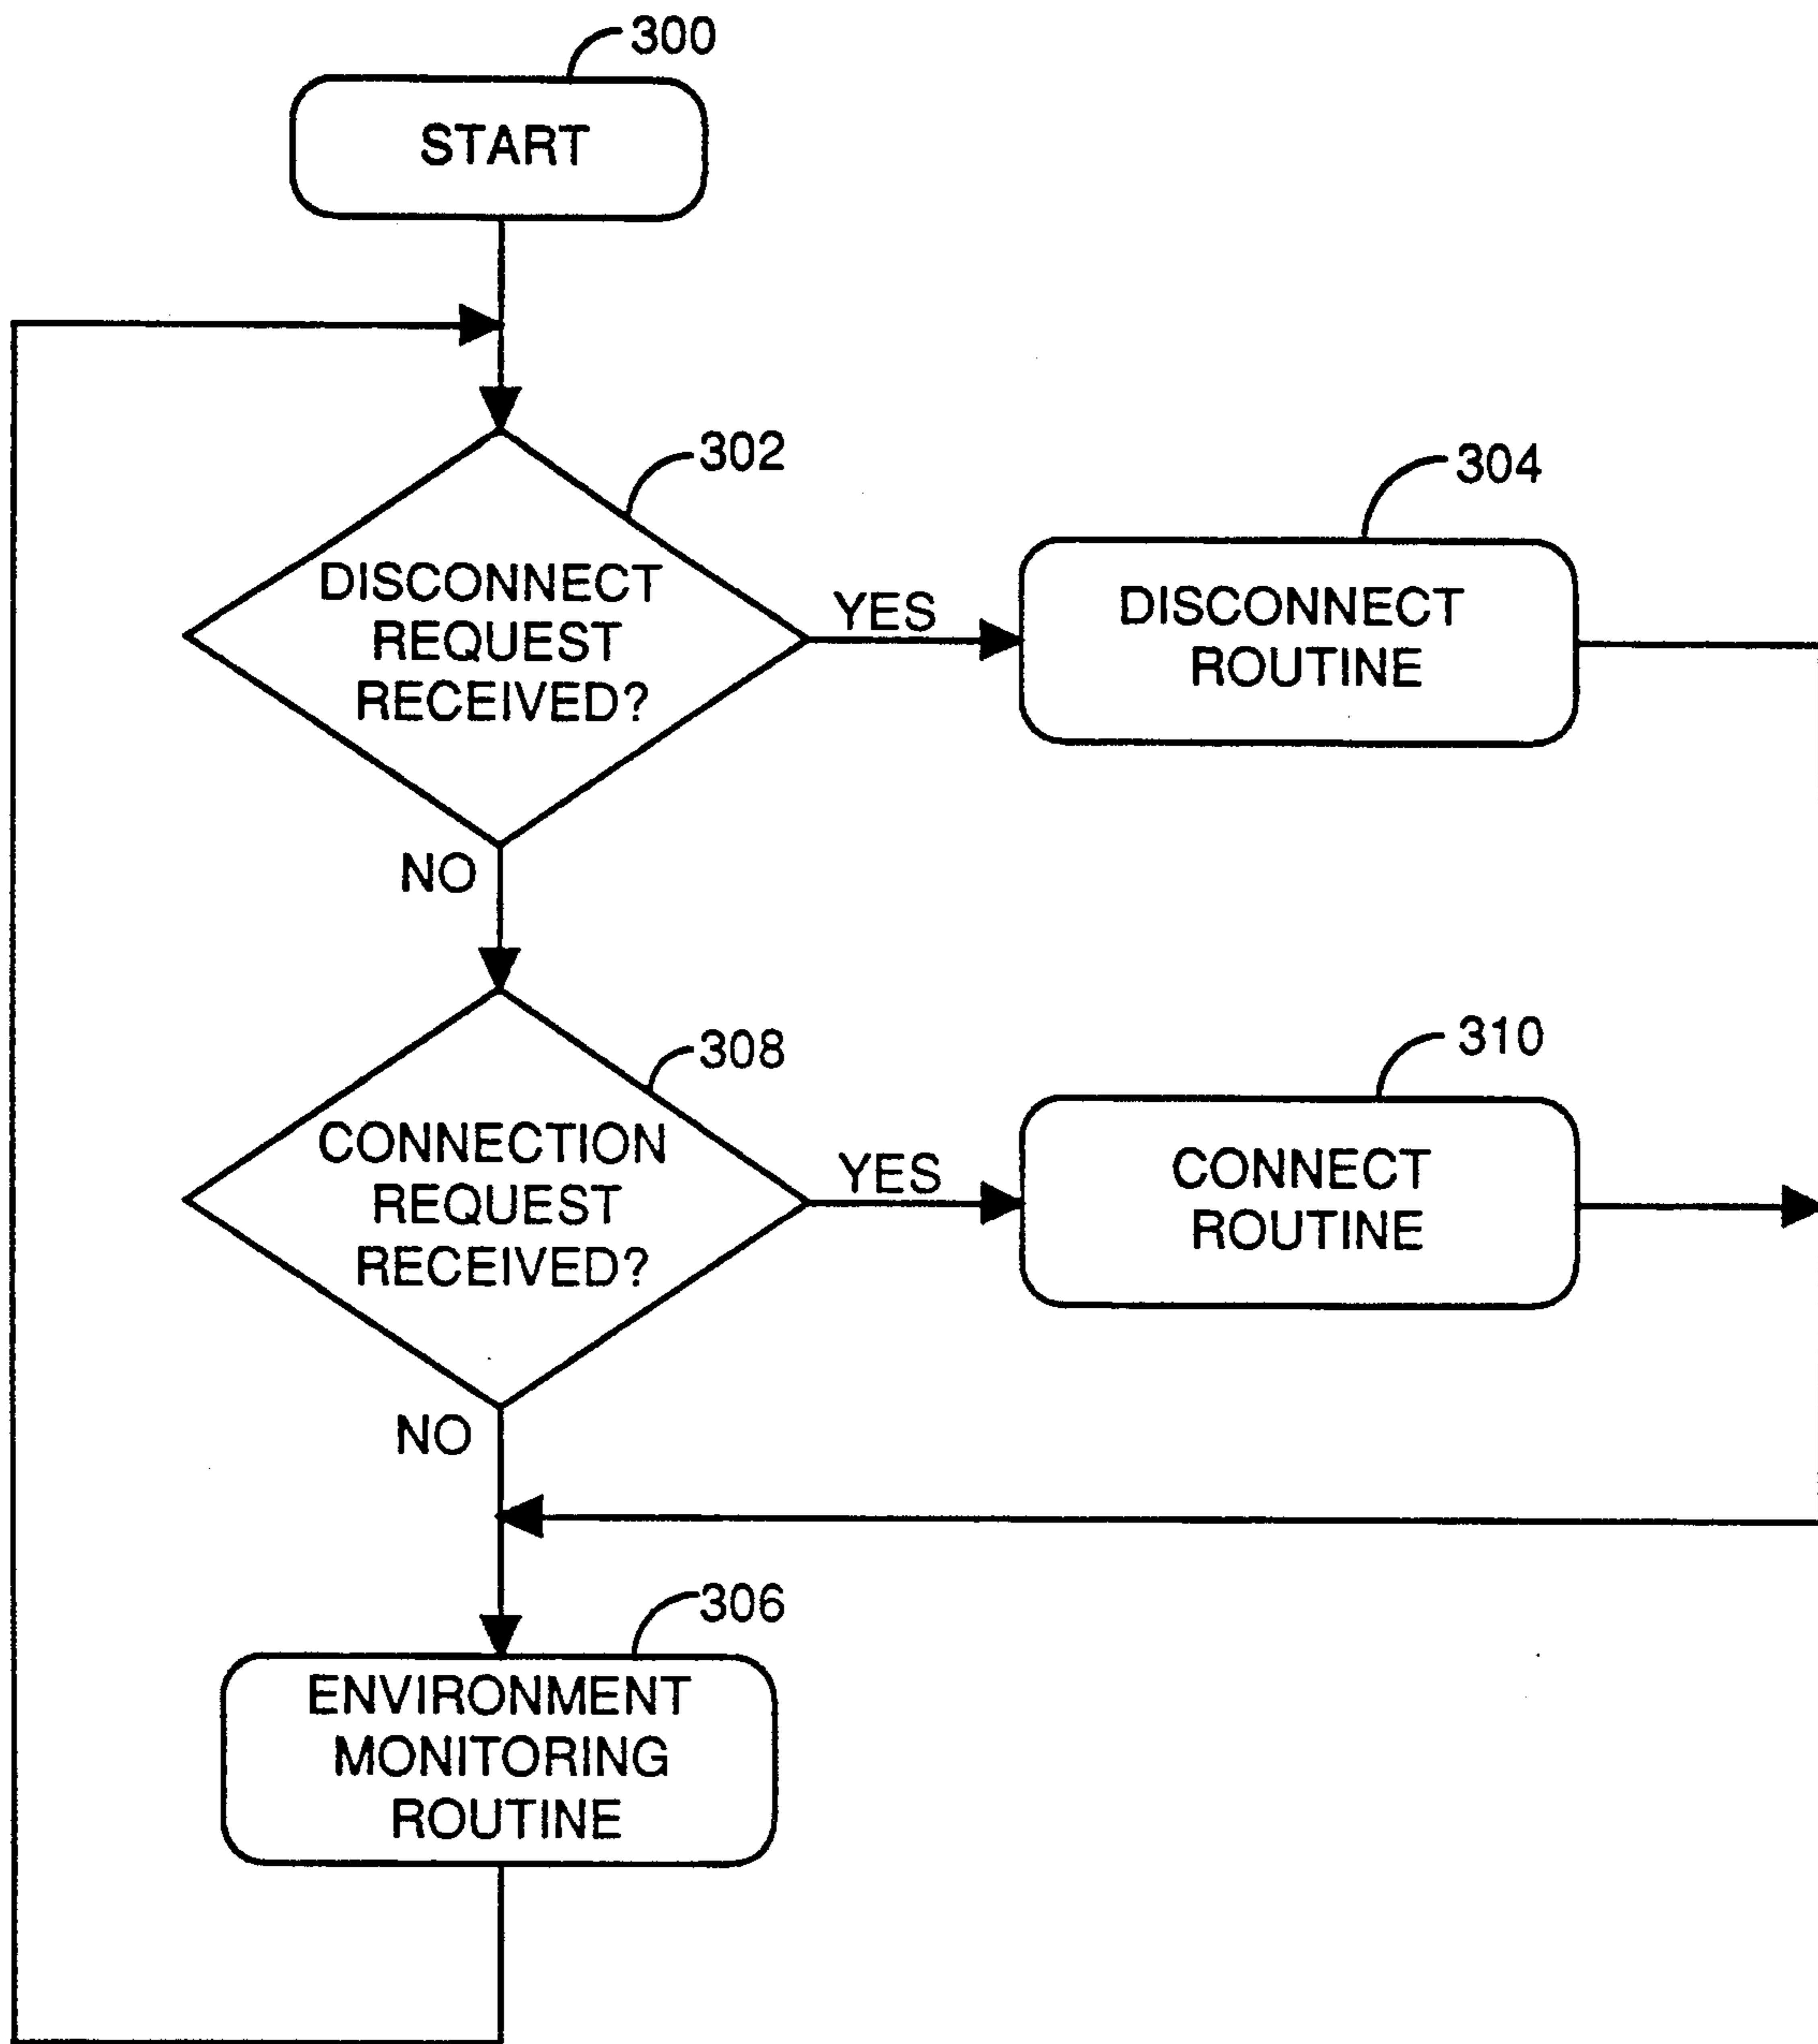 300
START
302
DISCONNECT
REQUEST
RECEIVED?
YES
304
DISCONNECT
ROUTINE
NO
308
CONNECTION
REQUEST
RECEIVED?
YES
310
CONNECT
ROUTINE
NO
306
ENVIRONMENT
MONITORING
ROUTINE